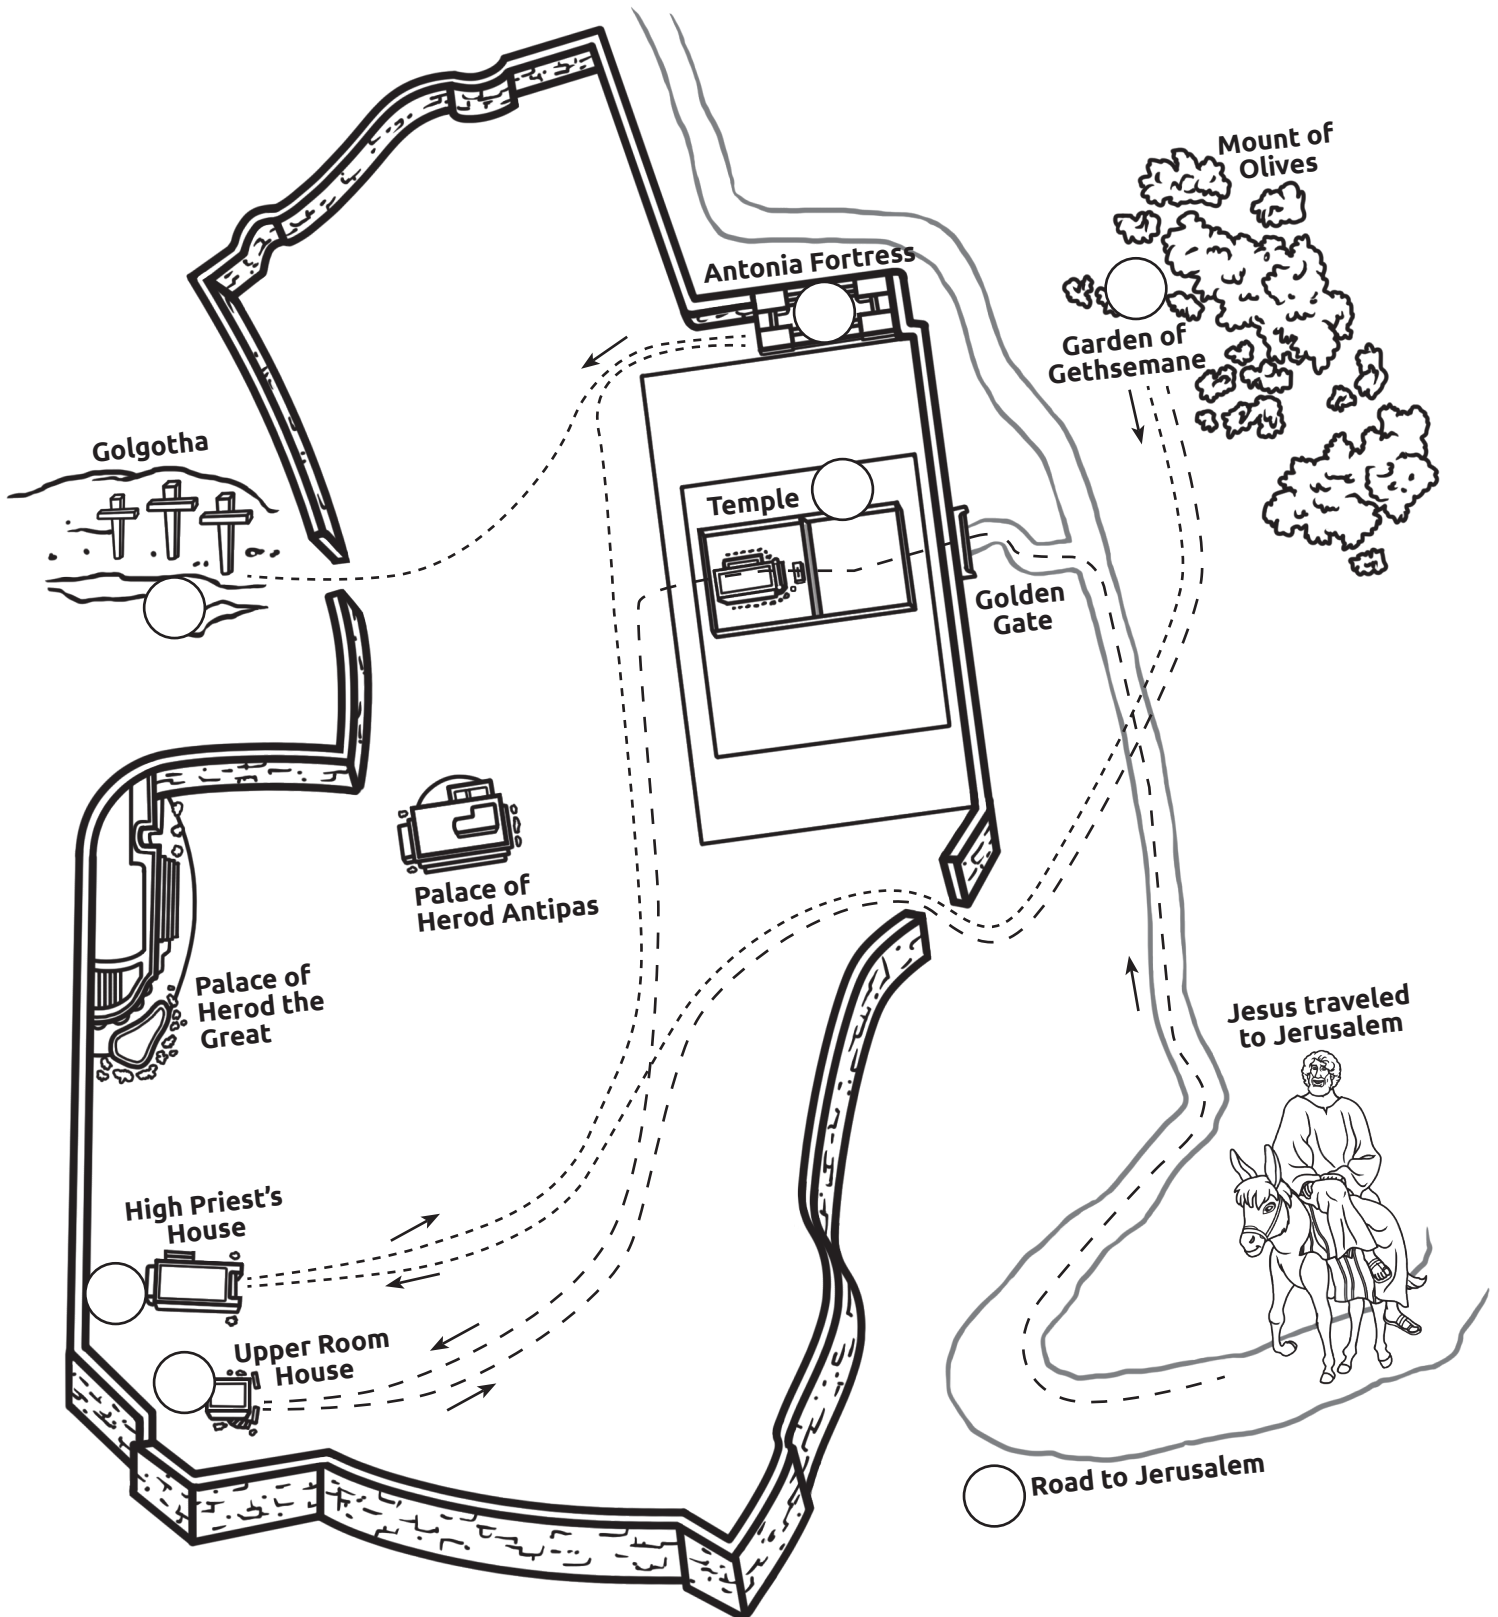 Mount of
Olives
Antonia Fortress
Garden of
Gethsemane
Golgotha
Temple
Golden
Gate
Palace of
Herod Antipas
Palace of
Herod the
Great
Jesus traveled
to Jerusalem
High Priest's
House
Upper Room
House
Road to Jerusalem